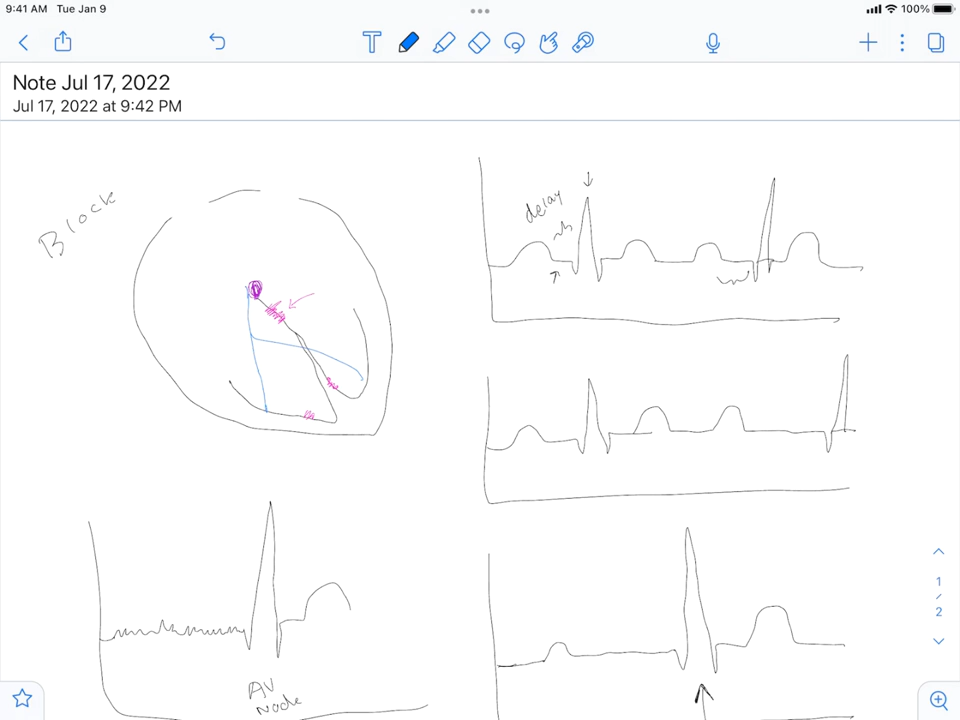 9:41 AM Tue Jan 9
100%
Note Jul 17, 2022
Jul 17, 2022 at 9:42 PM
Block
delay
AV
Node
1
/
2